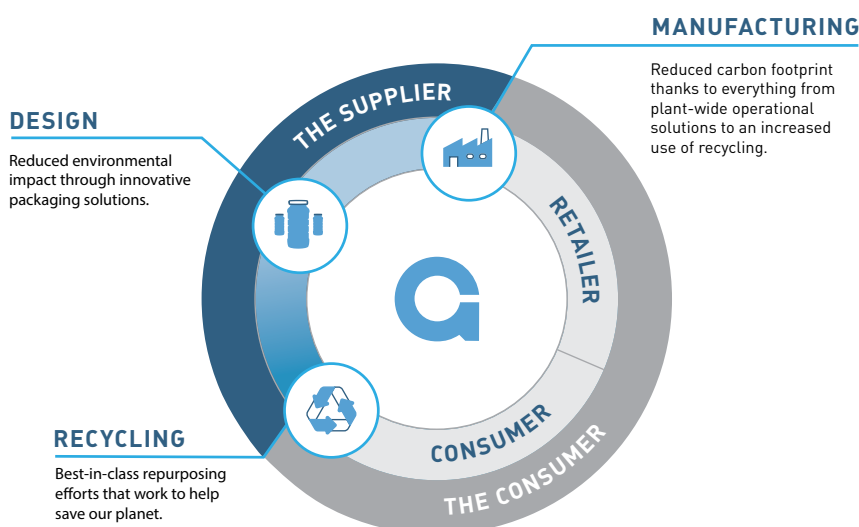 MANUFACTURING
Reduced carbon footprint
thanks to everything from
plant-wide operational
solutions to an increased
use of recycling.
THE SUPPLIER
DESIGN
Reduced environmental
impact through innovative
packaging solutions.
RETAILER
a
CONSUMER
THE CONSUMER
RECYCLING
Best-in-class repurposing
efforts that work to help
save our planet.